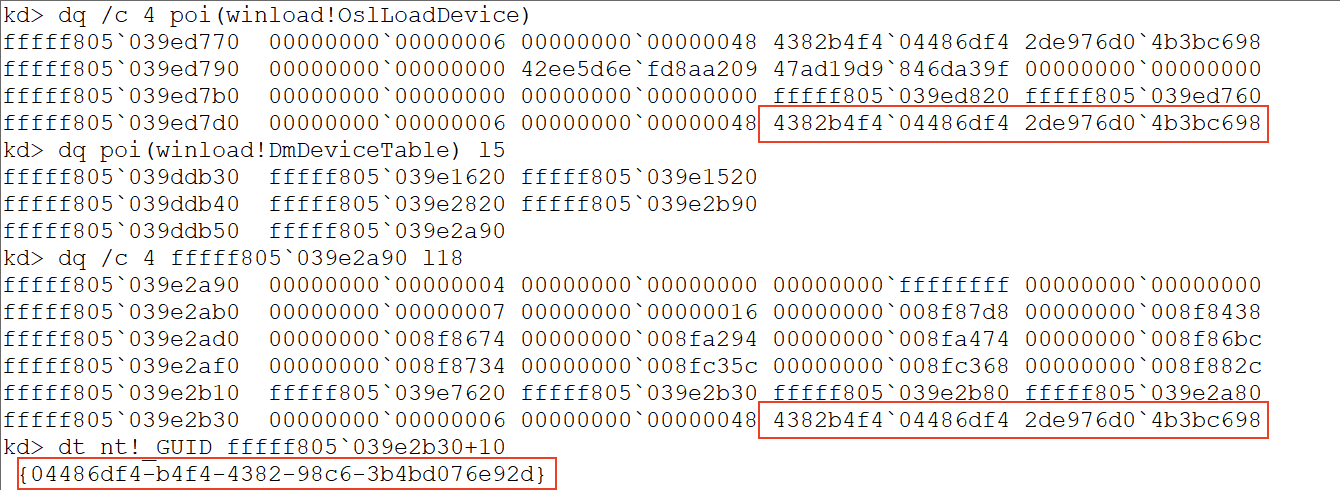 kd> dq /c 4 poi(winload!OslLoadDevice)
fffff805`039ed770  00000000`00000006 00000000`00000048 4382b4f4`04486df4 2de976d0`4b3bc698
fffff805`039ed790  00000000`00000000 42ee5d6e`fd8aa209 47ad19d9`846da39f 00000000`00000000
fffff805`039ed7b0  00000000`00000000 00000000`00000000 fffff805`039ed820 fffff805`039ed760
fffff805`039ed7d0  00000000`00000006 00000000`00000048 4382b4f4`04486df4 2de976d0`4b3bc698
kd> dq poi(winload!DmDeviceTable) l5
fffff805`039ddb30  fffff805`039e1620 fffff805`039e1520
fffff805`039ddb40  fffff805`039e2820 fffff805`039e2b90
fffff805`039ddb50  fffff805`039e2a90
kd> dq /c 4 fffff805`039e2a90 l18
fffff805`039e2a90  00000000`00000004 00000000`00000000 00000000`ffffffff 00000000`00000000
fffff805`039e2ab0  00000000`00000007 00000000`00000016 00000000`008f87d8 00000000`008f8438
fffff805`039e2ad0  00000000`008f8674 00000000`008fa294 00000000`008fa474 00000000`008f86bc
fffff805`039e2af0  00000000`008f8734 00000000`008fc35c 00000000`008fc368 00000000`008f882c
fffff805`039e2b10  fffff805`039e7620 fffff805`039e2b30 fffff805`039e2b80 fffff805`039e2a80
fffff805`039e2b30  00000000`00000006 00000000`00000048 4382b4f4`04486df4 2de976d0`4b3bc698
kd> dt nt!_GUID fffff805`039e2b30+10
{04486df4-b4f4-4382-98c6-3b4bd076e92d}